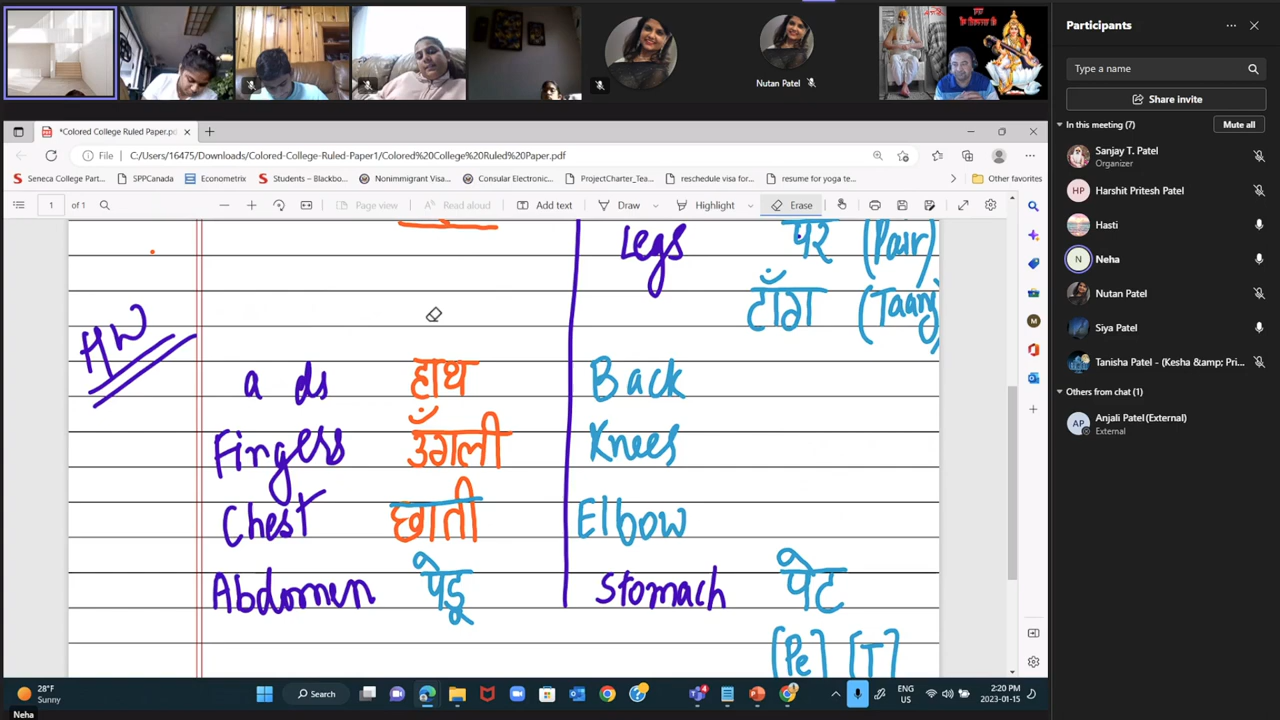 Nutan Patel
Participants
Type a name
Share invite
In this meeting (7)
Mute all
Sanjay T. Patel
Organizer
HP
Harshit Pritesh Patel
Hasti
N
Neha
Nutan Patel
Siya Patel
Tanisha Patel - (Kesha &amp; Pri...
Others from chat (1)
AP
Anjali Patel (External)
External
*Colored College Ruled Paper.pd
File
C:/Users/16475/Downloads/Colored-College-Ruled-Paper1/Colored%20College%20Ruled%20Paper.pdf
Seneca College Part...
SPPCanada
Econometrix
Students – Blackbo...
Nonimmigrant Visa...
Consular Electronic...
ProjectCharter_Tea...
reschedule visa for...
resume for yoga te...
Other favorites
1 of 1
Page view
Read aloud
Add text
Draw
Highlight
Erase
Legs पैर (Pair)
टाँग (Taang)
HW
a ds हाथ Back
Fingers उँगली Knees
Chest छाती Elbow
Abdomen पेडू Stomach पेट
[Pe] [T]
28°F
Sunny
Search
ENG
US
2:20 PM
2023-01-15
Neha